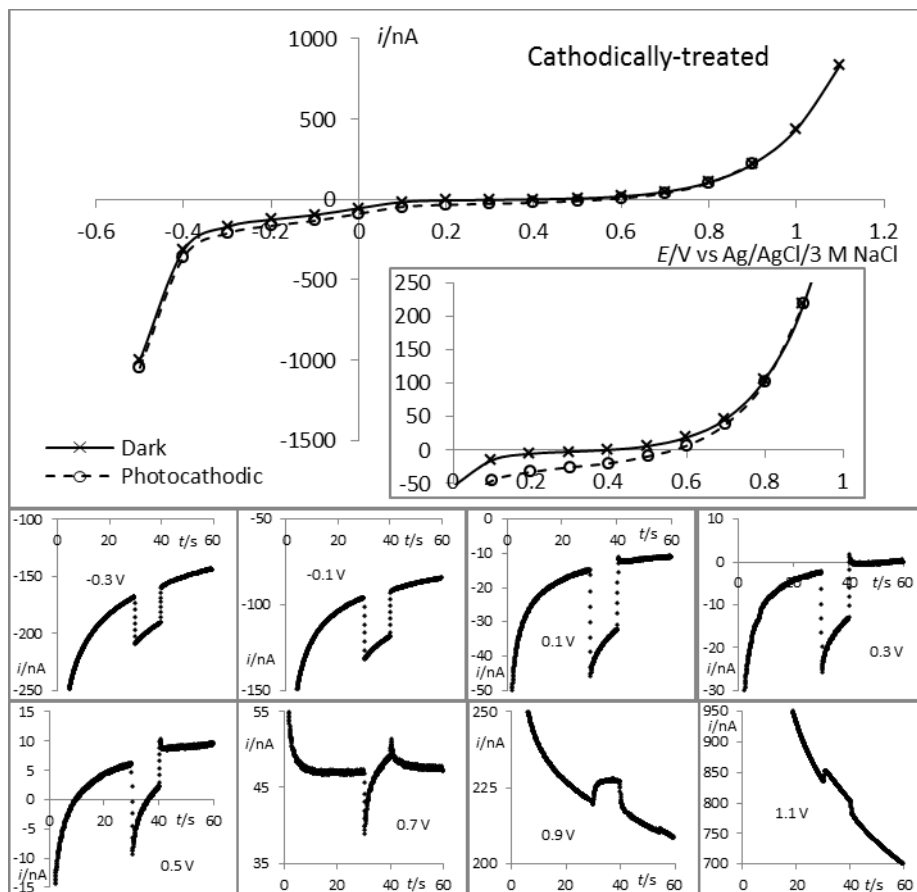 1000
i/nA
Cathodically-treated
500
0
-0.6 -0.4 -0.2 0 0.2 0.4 0.6 0.8 1 1.2
E/V vs Ag/AgCl/3 M NaCl
-500
-1000
-1500
Dark
Photocathodic
250
200
150
100
50
0
-50
0 0.2 0.4 0.6 0.8 1
-100
0 20 40 60
t/s
-0.3 V
-150
-200
i/nA
-250
-50
0 20 40 60
t/s
-0.1 V
-100
i/nA
-150
0
0 20 40 t/s 60
-10
-20
-30
0.1 V
-40
i/nA
-50
10
t/s
0
0 20 40 60
-10
-20
i/nA
0.3 V
-30
15
t/s
10
5
0
0 20 40 60
-5
-10
i/nA
0.5 V
-15
55
i/nA
45
0.7 V
35
0 20 40 t/s 60
250
i/nA
225
0.9 V
200
0 20 40 t/s 60
950
i/nA
900
850
800
1.1 V
750
700
0 20 40 t/s 60